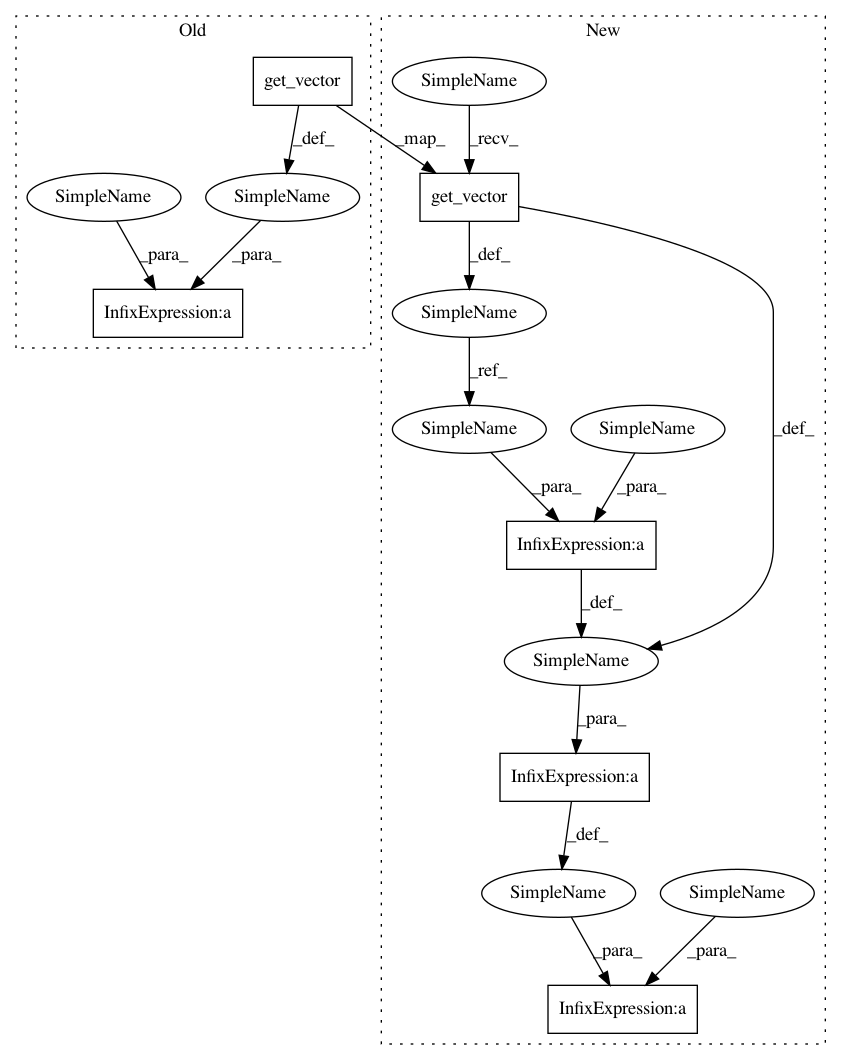 Old
New
get_vector
SimpleName
_def_
_map_
_recv_
SimpleName
SimpleName
get_vector
_para_
_para_
_def_
InfixExpression:a
SimpleName
_ref_
SimpleName
SimpleName
_def_
_para_
_para_
InfixExpression:a
_def_
SimpleName
_para_
InfixExpression:a
_def_
SimpleName
SimpleName
_para_
_para_
InfixExpression:a